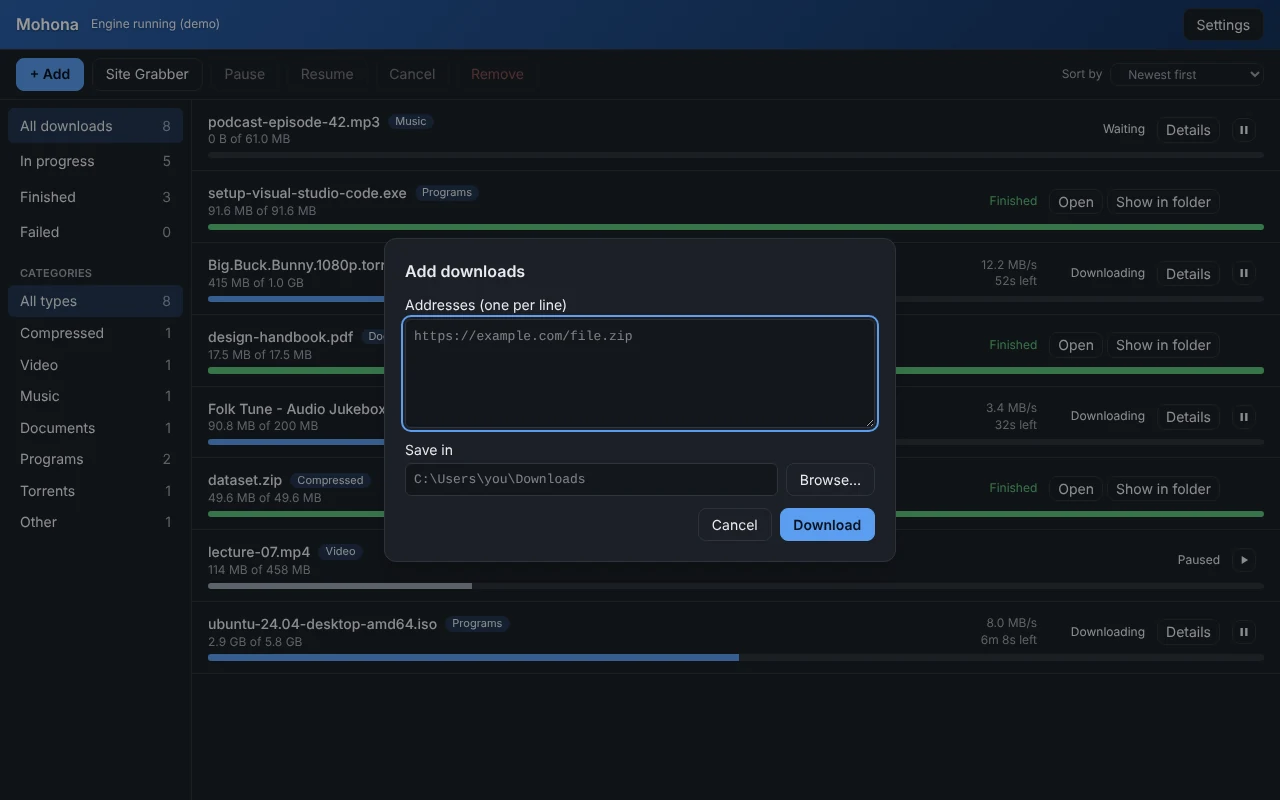 Mohona Engine running (demo) Settings
+ Add Site Grabber Pause Resume Cancel Remove Sort by Newest first
All downloads 8
In progress 5
Finished 3
Failed 0
CATEGORIES
All types 8
Compressed 1
Video 1
Music 1
Documents 1
Programs 2
Torrents 1
Other 1
podcast-episode-42.mp3 Music
0 B of 61.0 MB
Waiting Details
setup-visual-studio-code.exe Programs
91.6 MB of 91.6 MB
Finished Open Show in folder
Big.Buck.Bunny.1080p.torr
415 MB of 1.0 GB
12.2 MB/s
52s left
Downloading Details
design-handbook.pdf Do
17.5 MB of 17.5 MB
Finished Open Show in folder
Folk Tune - Audio Jukebox
90.8 MB of 200 MB
3.4 MB/s
32s left
Downloading Details
dataset.zip Compressed
49.6 MB of 49.6 MB
Finished Open Show in folder
lecture-07.mp4 Video
114 MB of 458 MB
Paused
ubuntu-24.04-desktop-amd64.iso Programs
2.9 GB of 5.8 GB
8.0 MB/s
6m 8s left
Downloading Details
Add downloads
Addresses (one per line)
https://example.com/file.zip
Save in
C:\Users\you\Downloads
Browse...
Cancel Download